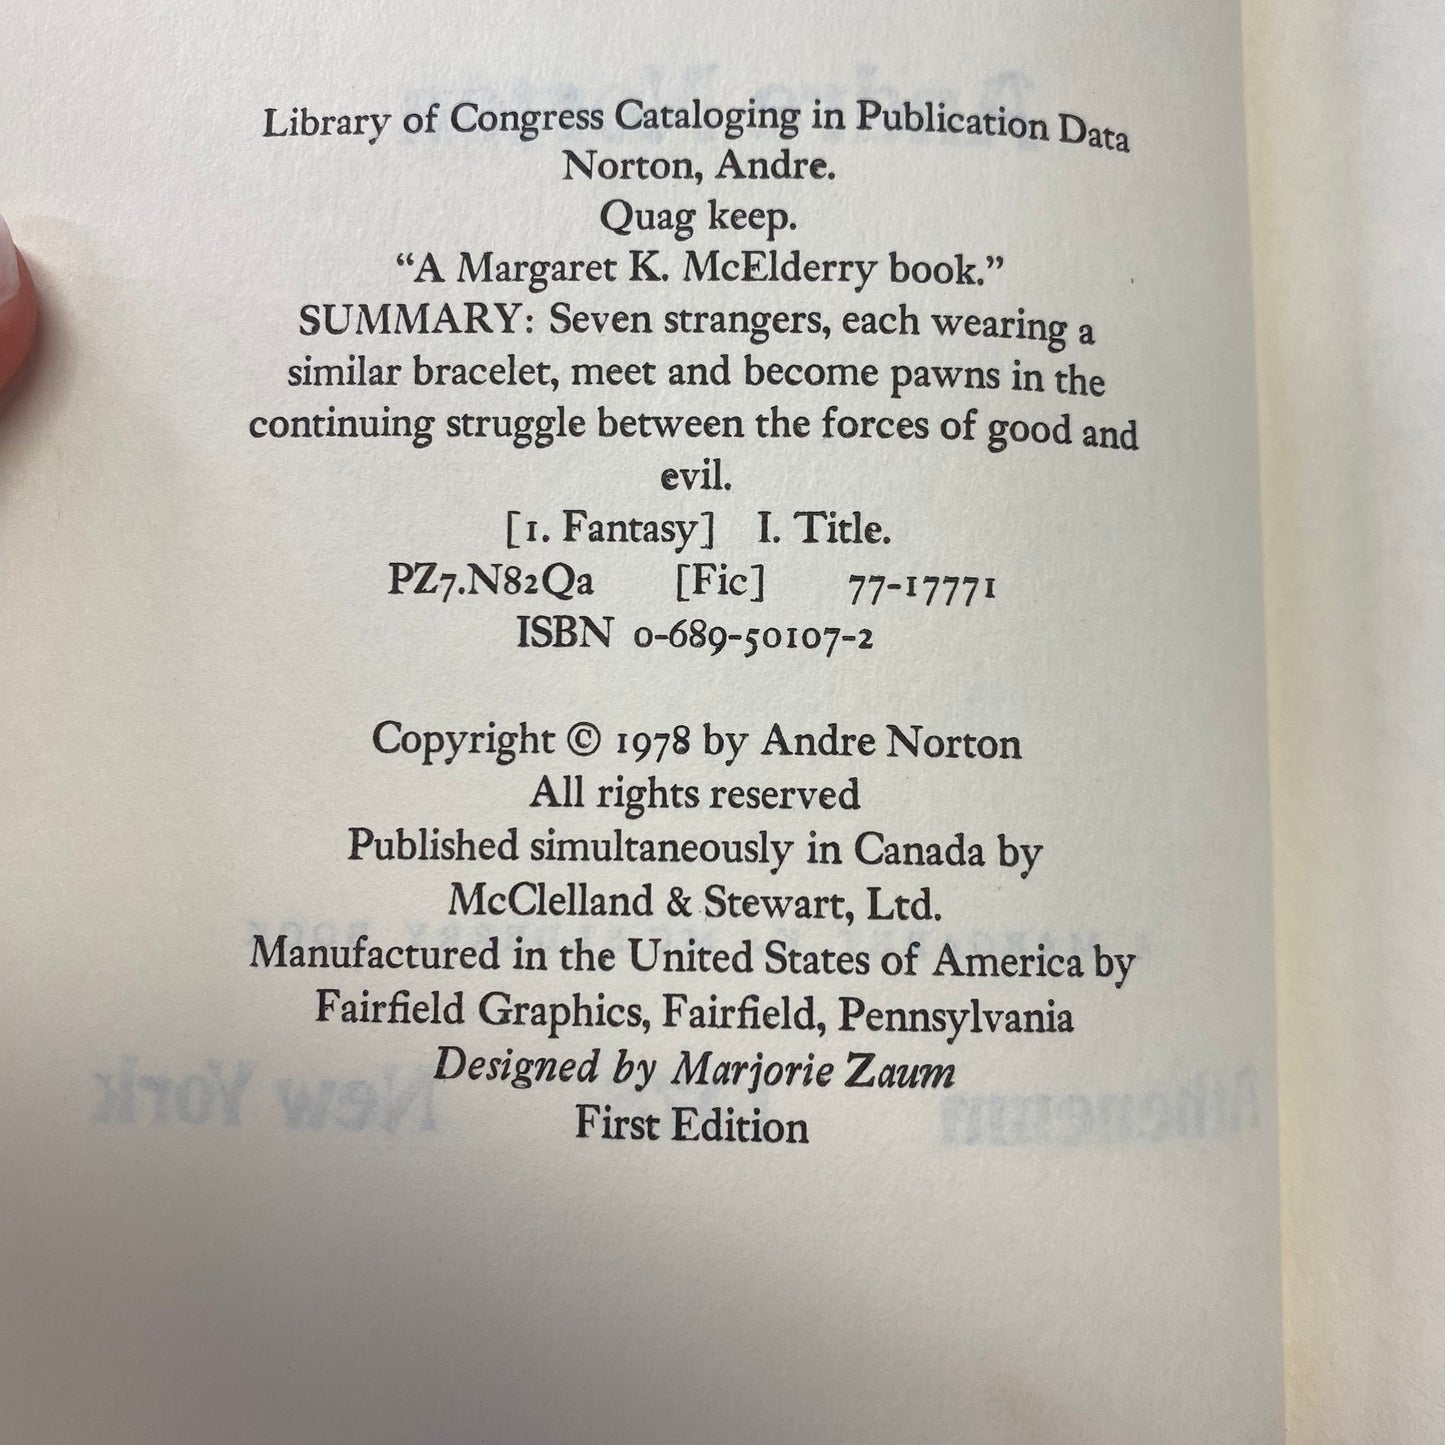 Library of Congress Cataloging in Publication Data
Norton, Andre.
Quag keep.
“A Margaret K. McElderry book.”
SUMMARY: Seven strangers, each wearing a
similar bracelet, meet and become pawns in the
continuing struggle between the forces of good and
evil.
[1. Fantasy] I. Title.
PZ7.N82Qa [Fic] 77-17771
ISBN 0-689-50107-2
Copyright © 1978 by Andre Norton
All rights reserved
Published simultaneously in Canada by
McClelland & Stewart, Ltd.
Manufactured in the United States of America by
Fairfield Graphics, Fairfield, Pennsylvania
Designed by Marjorie Zaum
First Edition